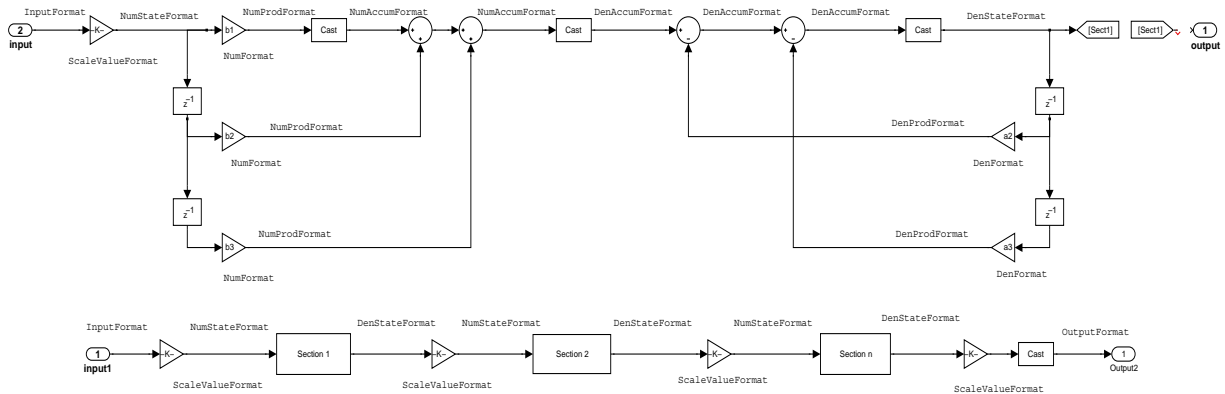 InputFormat NumStateFormat NumProdFormat NumAccumFormat NumAccumFormat DenAccumFormat DenAccumFormat DenAccumFormat DenStateFormat
2 -K- b1 Cast + + + + Cast + - + - Cast [Sect1] [Sect1] 1
input output
ScaleValueFormat NumFormat
z-1 z-1
NumProdFormat DenProdFormat
b2 a2
NumFormat DenFormat
z-1 z-1
NumProdFormat DenProdFormat
b3 a3
NumFormat DenFormat
InputFormat NumStateFormat DenStateFormat NumStateFormat DenStateFormat NumStateFormat DenStateFormat OutputFormat
1 -K- Section 1 -K- Section 2 -K- Section n -K- Cast 1
input1 Output2
ScaleValueFormat ScaleValueFormat ScaleValueFormat ScaleValueFormat